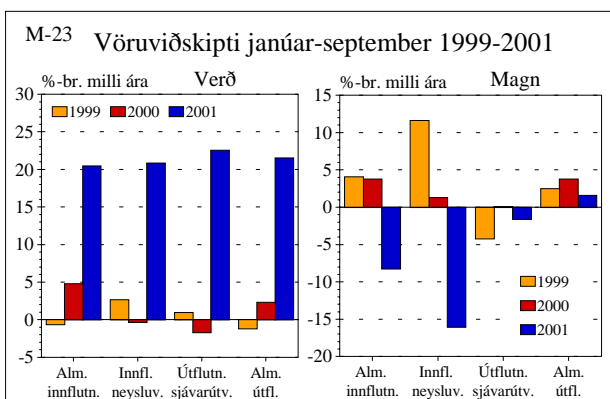 M-23 Vöruviðskipti janúar-september 1999-2001
%-br. milli ára Verð
30
25
20
15
10
5
0
-5
1999 2000 2001
Alm. innflutn.
Innfl. neysluv.
Útflutn. sjávarútv.
Alm. útfl.
%-br. milli ára Magn
15
10
5
0
-5
-10
-15
-20
1999
2000
2001
Alm. innflutn.
Innfl. neysluv.
Útflutn. sjávarútv.
Alm. útfl.